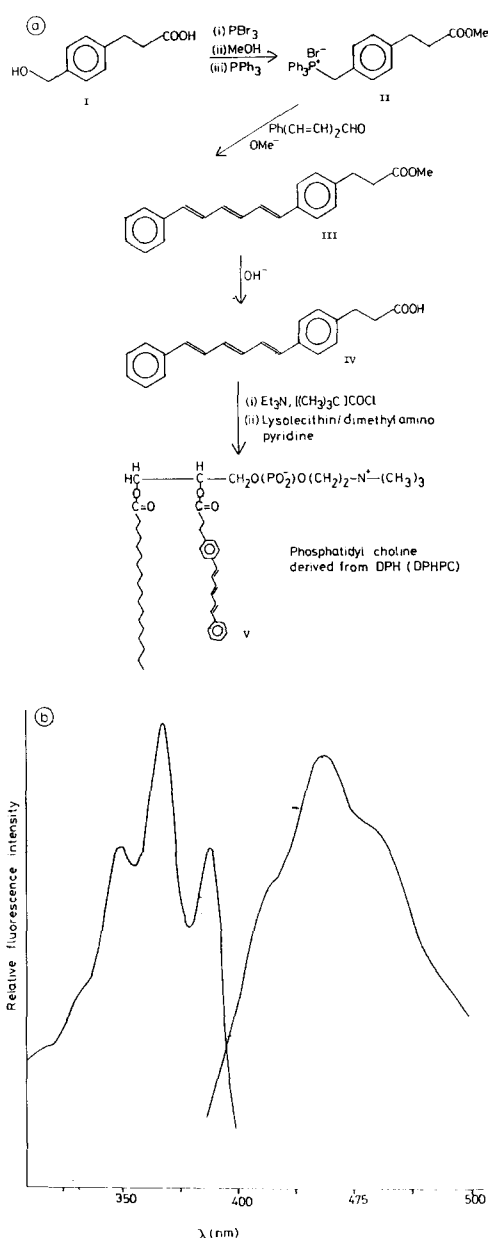 a
COOH
HO
I
(i) PBr3
(ii) MeOH
(iii) PPh3
Br−
Ph3P+
COOMe
II
Ph(CH=CH)2CHO
OMe−
COOMe
III
OH−
COOH
IV
(i) Et3N, [(CH3)3C]COCl
(ii) Lysolecithin/dimethylamino
pyridine
H
HC
H
C
CH2O(PO2−)O(CH2)2-N+-(CH3)3
O
O
C=O
C=O
Phosphatidyl choline
derived from DPH (DPHPC)
V
b
Relative fluorescence intensity
350
400
475
500
λ(nm)